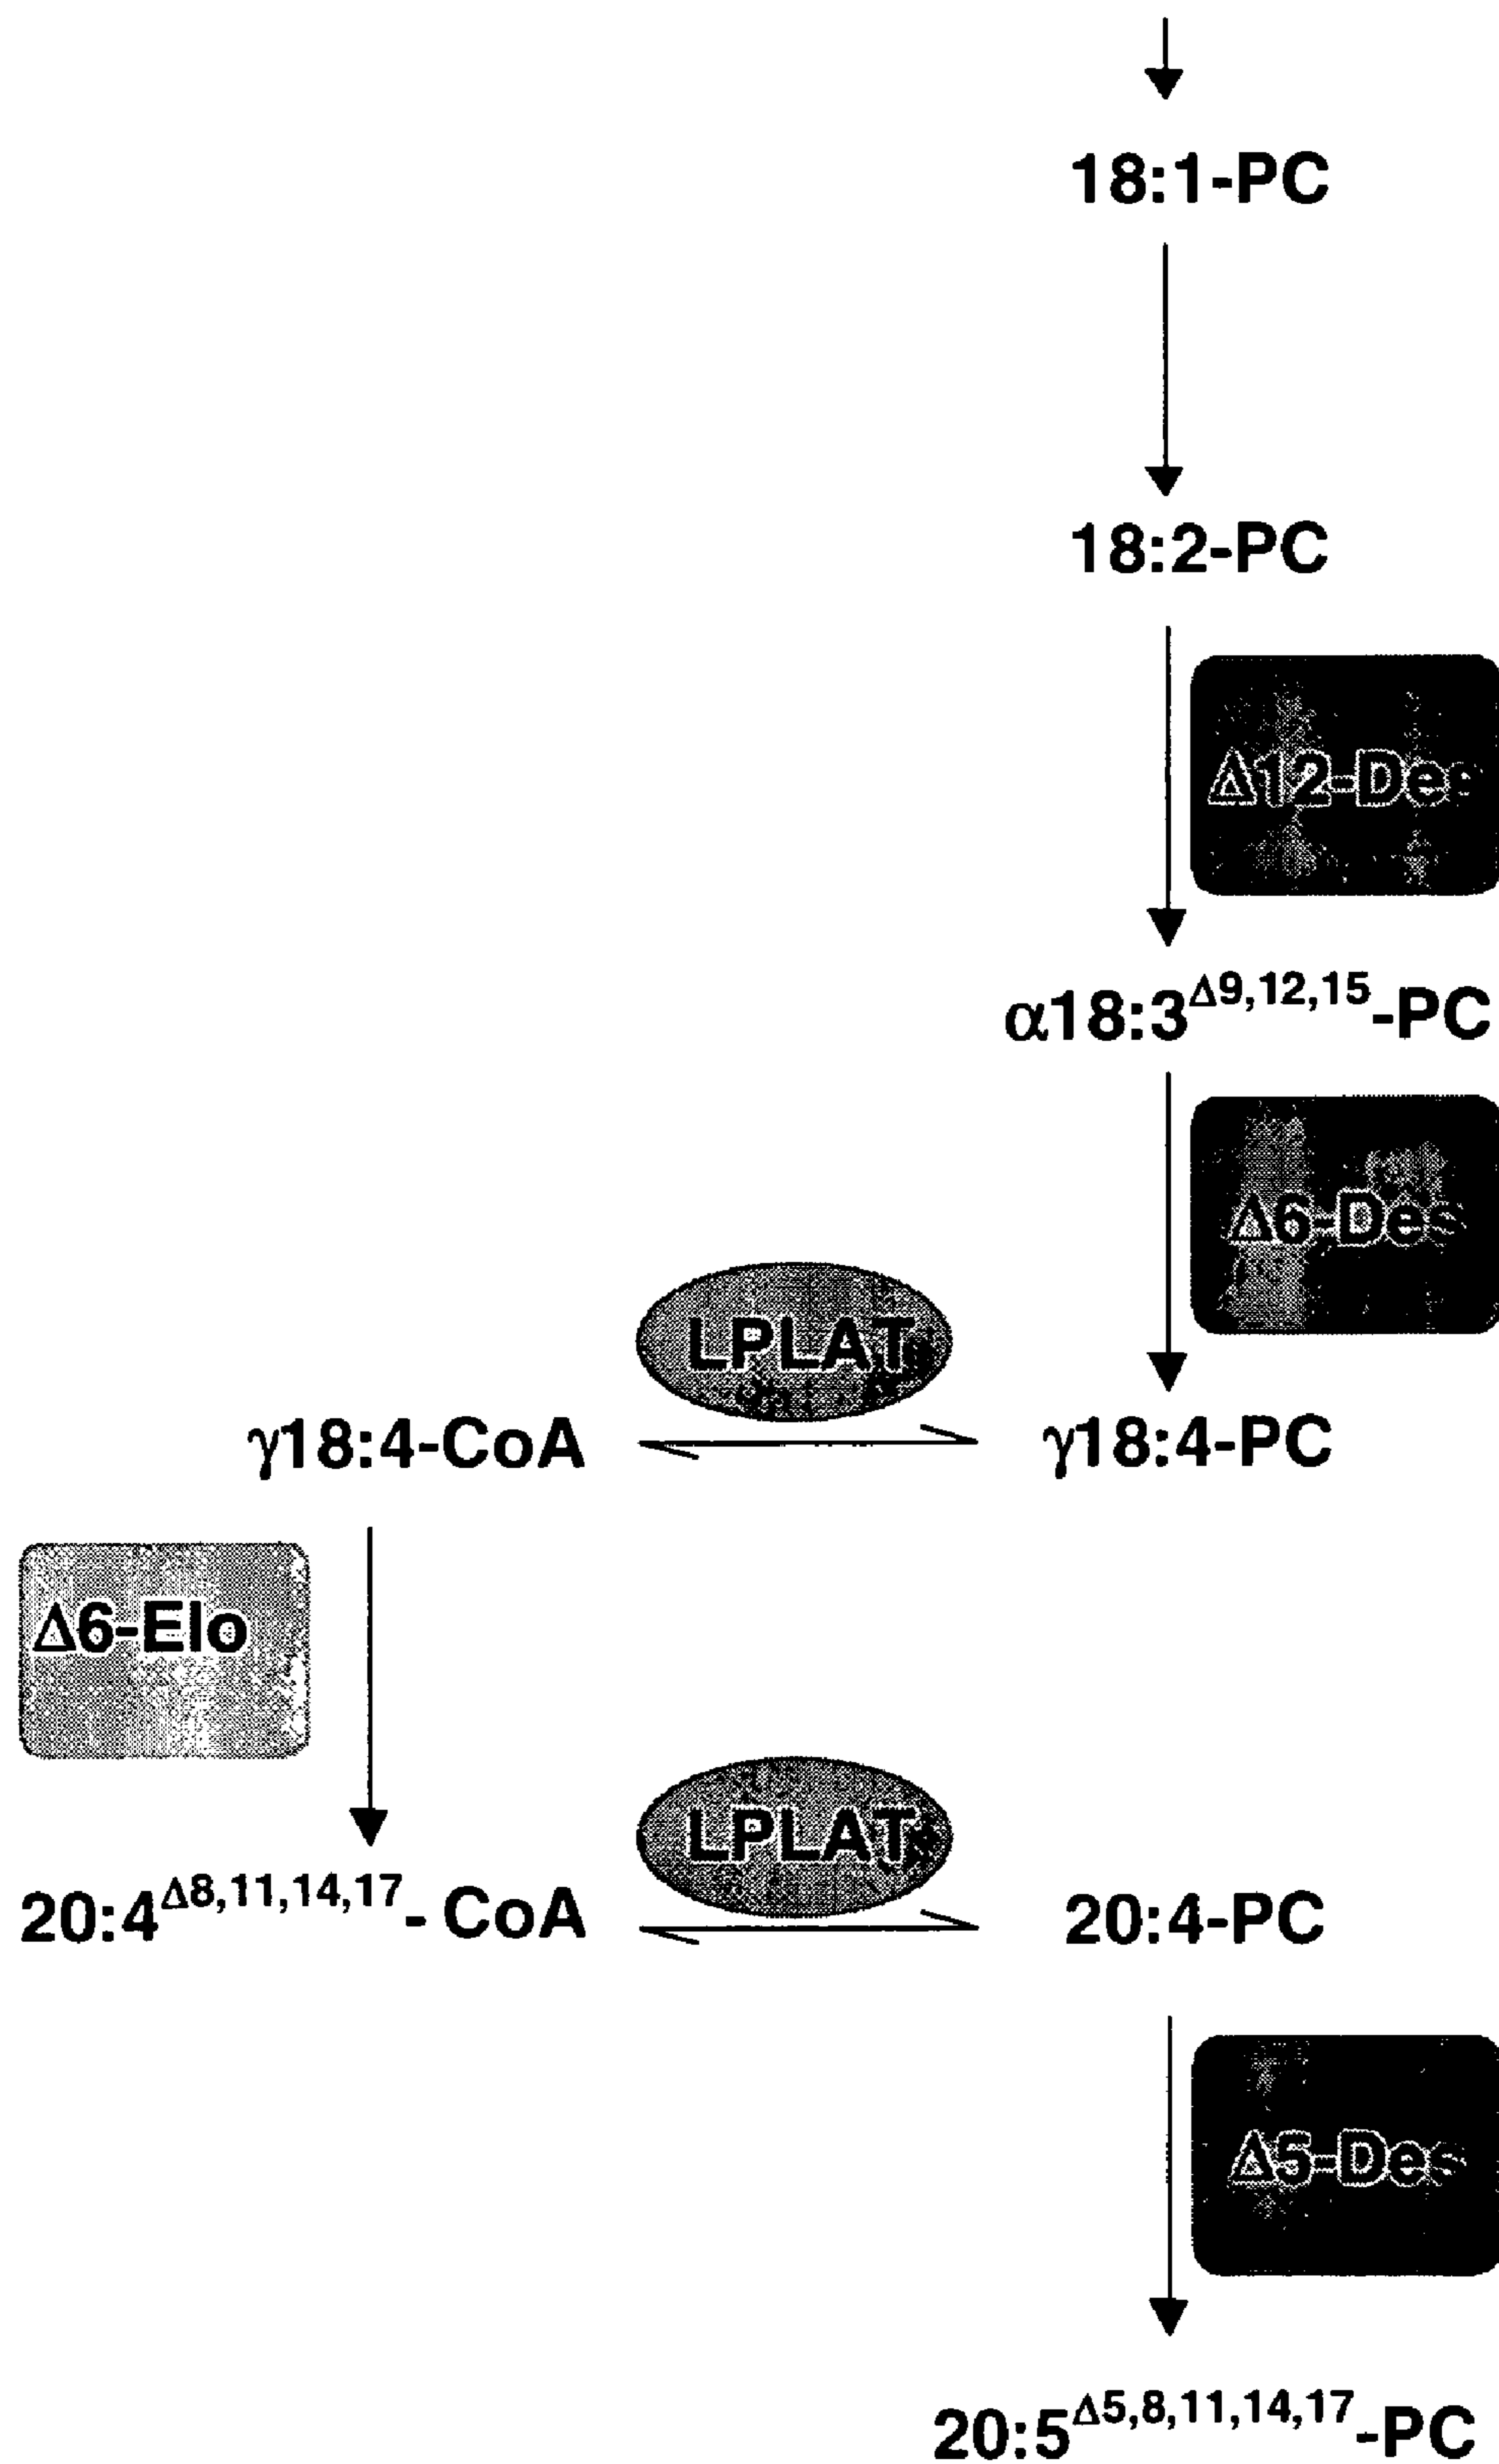 18:1-PC
18:2-PC
Δ12-Des
α18:3Δ9,12,15-PC
Δ6-Des
LPLAT
γ18:4-CoA
γ18:4-PC
Δ6-Elo
LPLAT
20:4Δ8,11,14,17- CoA
20:4-PC
Δ5-Des
20:5Δ5,8,11,14,17-PC